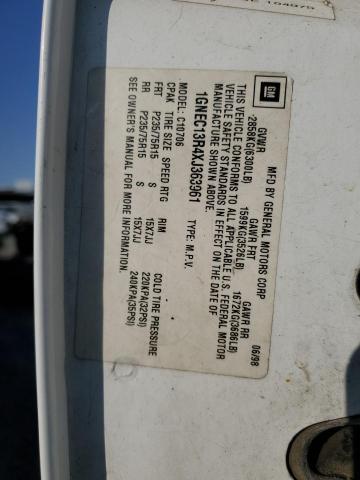 GM
MFD BY GENERAL MOTORS CORP 06/98
GVWR GAWR FRT GAWR RR
2858KG(6300LB) 1599KG(3526LB) 1672KG(3686LB)
THIS VEHICLE CONFORMS TO ALL APPLICABLE U.S. FEDERAL MOTOR
VEHICLE SAFETY STANDARDS IN EFFECT ON THE DATE OF
MANUFACTURE SHOWN ABOVE.
1GNEC13R4XJ363961 TYPE: M.P.V.
MODEL: C10706
CPAK TIRE SIZE SPEED RTG RIM COLD TIRE PRESSURE
FRT P235/75R15 S 15X7JJ 220KPA(32PSI)
RR P235/75R15 S 15X7JJ 240KPA(35PSI)
SEE OWNER'S MANUAL FOR MORE INFORMATION.